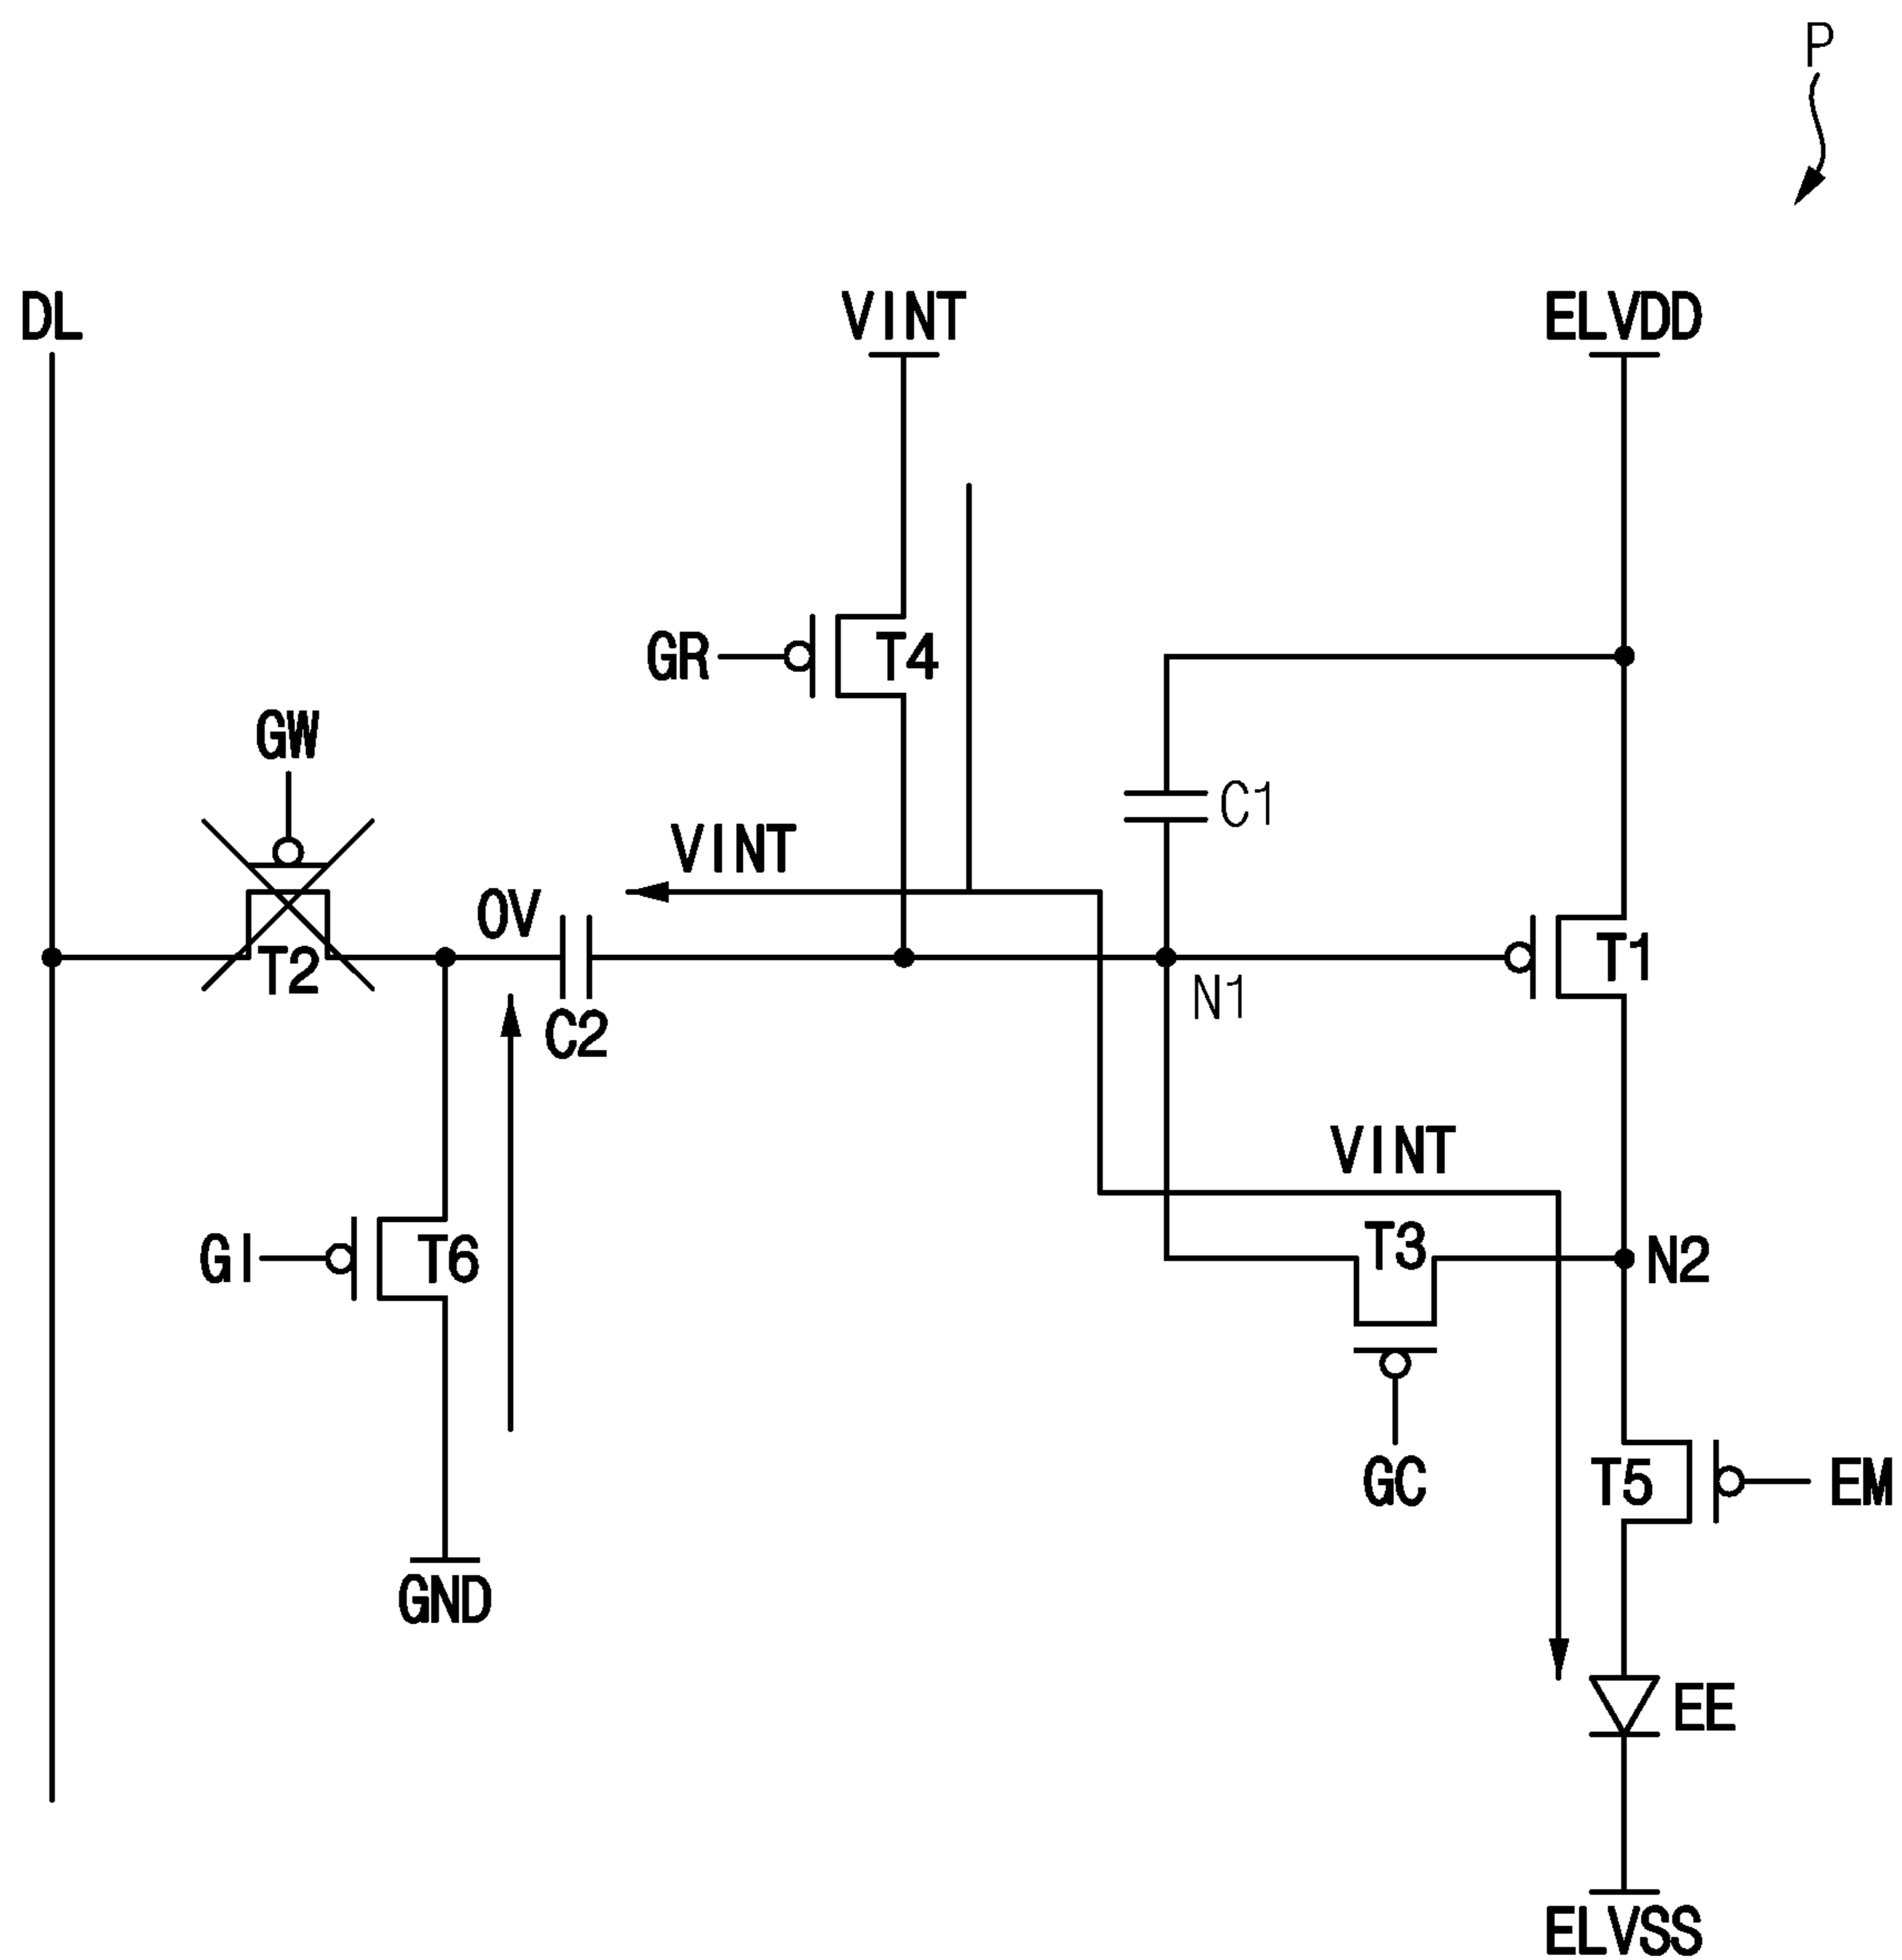 P
DL
VINT
ELVDD
GR
T4
GW
C1
VINT
0V
T2
T1
N1
C2
VINT
T3
GI
T6
N2
GC
T5
EM
GND
EE
ELVSS